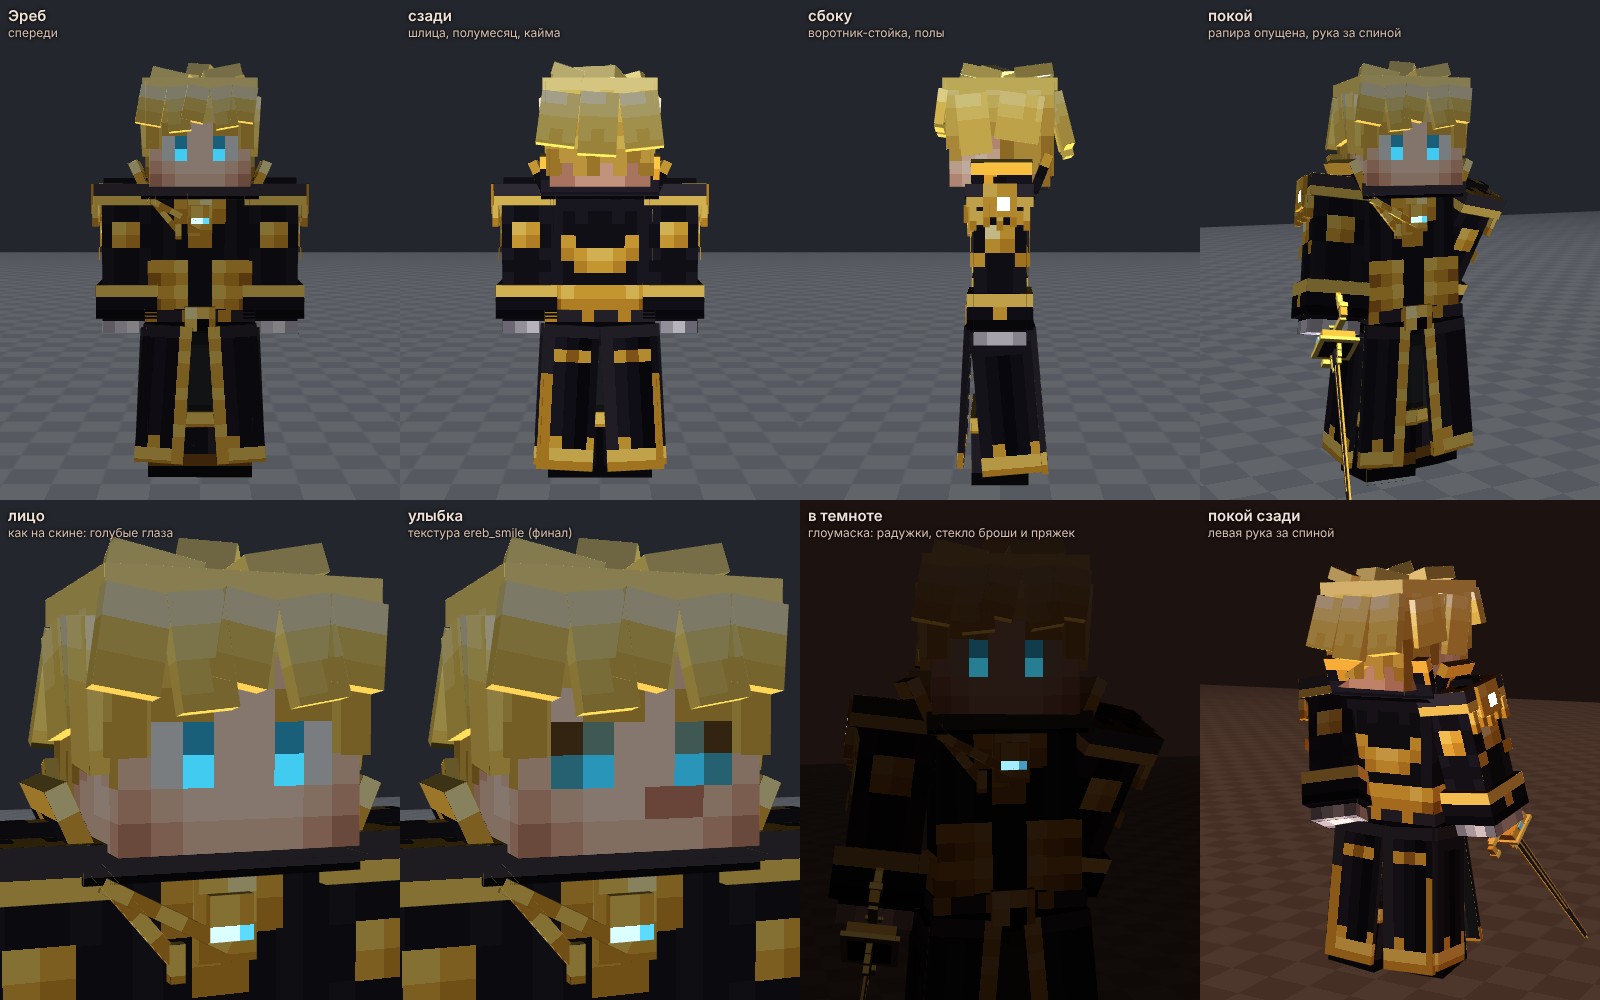 Эреб
спереди
сзади
шлица, полумесяц, кайма
сбоку
воротник-стойка, полы
покой
рапира опущена, рука за спиной
лицо
как на скине: голубые глаза
улыбка
текстура ereb_smile (финал)
в темноте
глоумаска: радужки, стекло броши и пряжек
покой сзади
левая рука за спиной